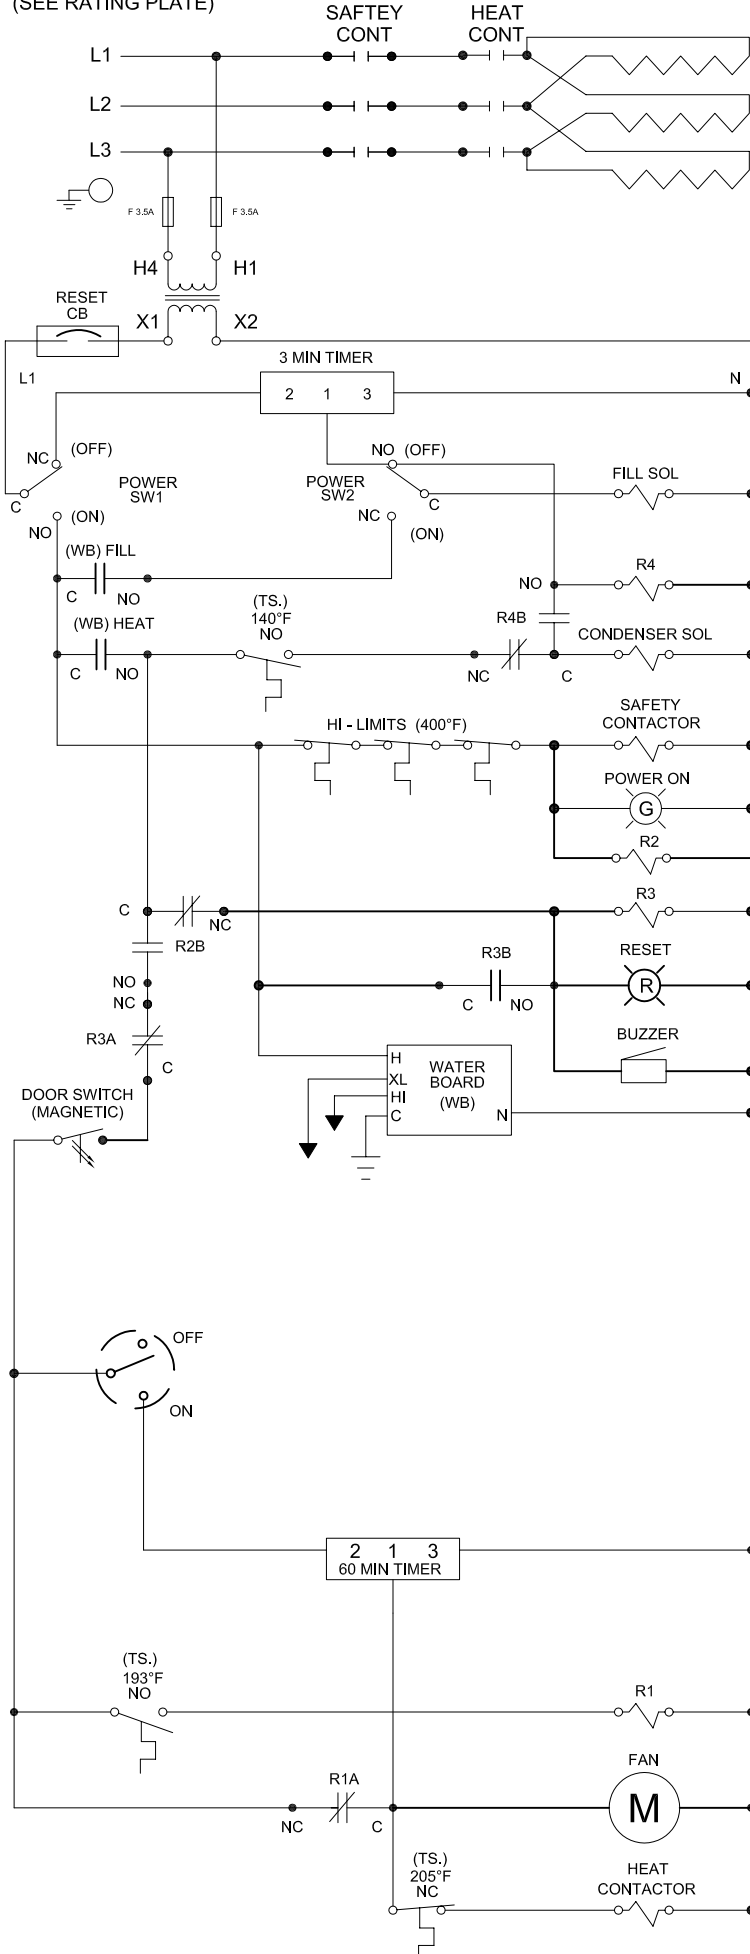 (SEE RATING PLATE)
SAFTEY
CONT
HEAT
CONT
L1
L2
L3
F 3.5A
F 3.5A
H4
H1
RESET
CB
X1
X2
3 MIN TIMER
L1
2 1 3
N
NC
(OFF)
NO
(OFF)
POWER
SW1
POWER
SW2
FILL SOL
C
C
NO
(ON)
NC
(ON)
(WB) FILL
C
NO
(TS.)
140°F
NO
NO
R4
R4B
(WB) HEAT
CONDENSER SOL
C
NO
NC
C
HI - LIMITS (400°F)
SAFETY
CONTACTOR
POWER ON
G
R2
R3
C
NC
R2B
R3B
RESET
NO
NC
C
NO
R
R3A
C
BUZZER
H
XL
HI
C
WATER
BOARD
(WB)
N
DOOR SWITCH
(MAGNETIC)
OFF
ON
2 1 3
60 MIN TIMER
(TS.)
193°F
NO
R1
R1A
FAN
NC
C
M
(TS.)
205°F
NC
HEAT
CONTACTOR